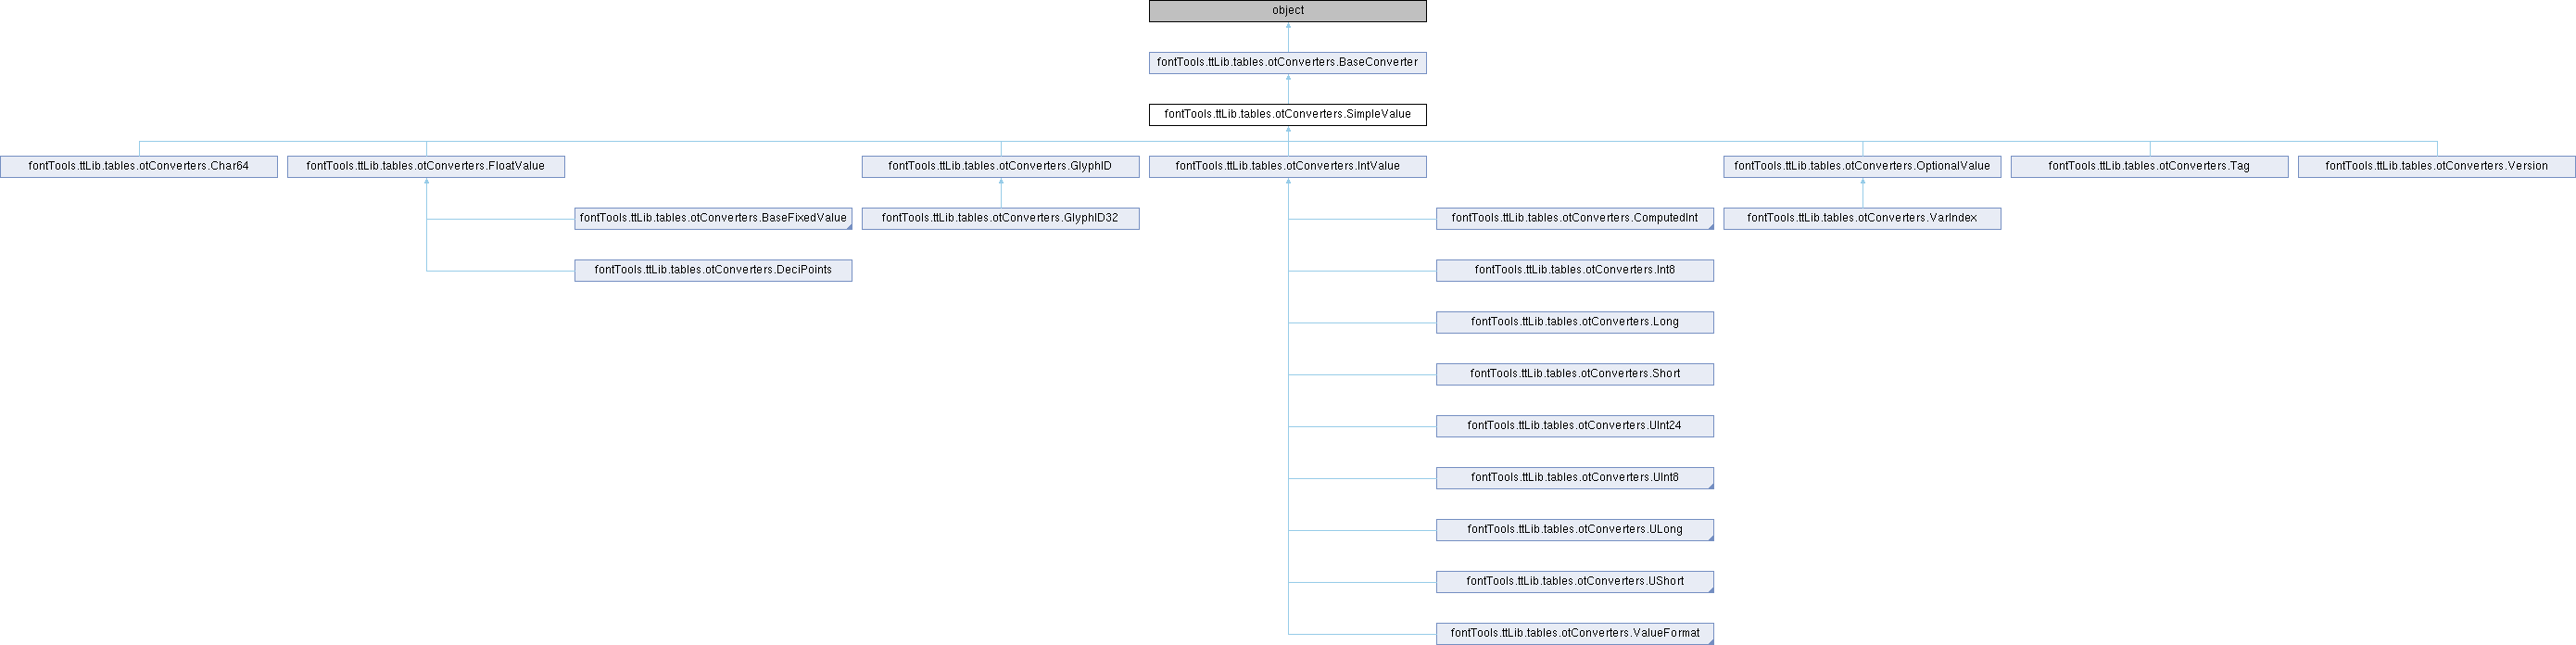 object
fontTools.ttLib.tables.otConverters.BaseConverter
fontTools.ttLib.tables.otConverters.SimpleValue
fontTools.ttLib.tables.otConverters.Char64
fontTools.ttLib.tables.otConverters.FloatValue
fontTools.ttLib.tables.otConverters.GlyphID
fontTools.ttLib.tables.otConverters.IntValue
fontTools.ttLib.tables.otConverters.OptionalValue
fontTools.ttLib.tables.otConverters.Tag
fontTools.ttLib.tables.otConverters.Version
fontTools.ttLib.tables.otConverters.BaseFixedValue
fontTools.ttLib.tables.otConverters.GlyphID32
fontTools.ttLib.tables.otConverters.ComputedInt
fontTools.ttLib.tables.otConverters.VarIndex
fontTools.ttLib.tables.otConverters.DeciPoints
fontTools.ttLib.tables.otConverters.Int8
fontTools.ttLib.tables.otConverters.Long
fontTools.ttLib.tables.otConverters.Short
fontTools.ttLib.tables.otConverters.UInt24
fontTools.ttLib.tables.otConverters.UInt8
fontTools.ttLib.tables.otConverters.ULong
fontTools.ttLib.tables.otConverters.UShort
fontTools.ttLib.tables.otConverters.ValueFormat